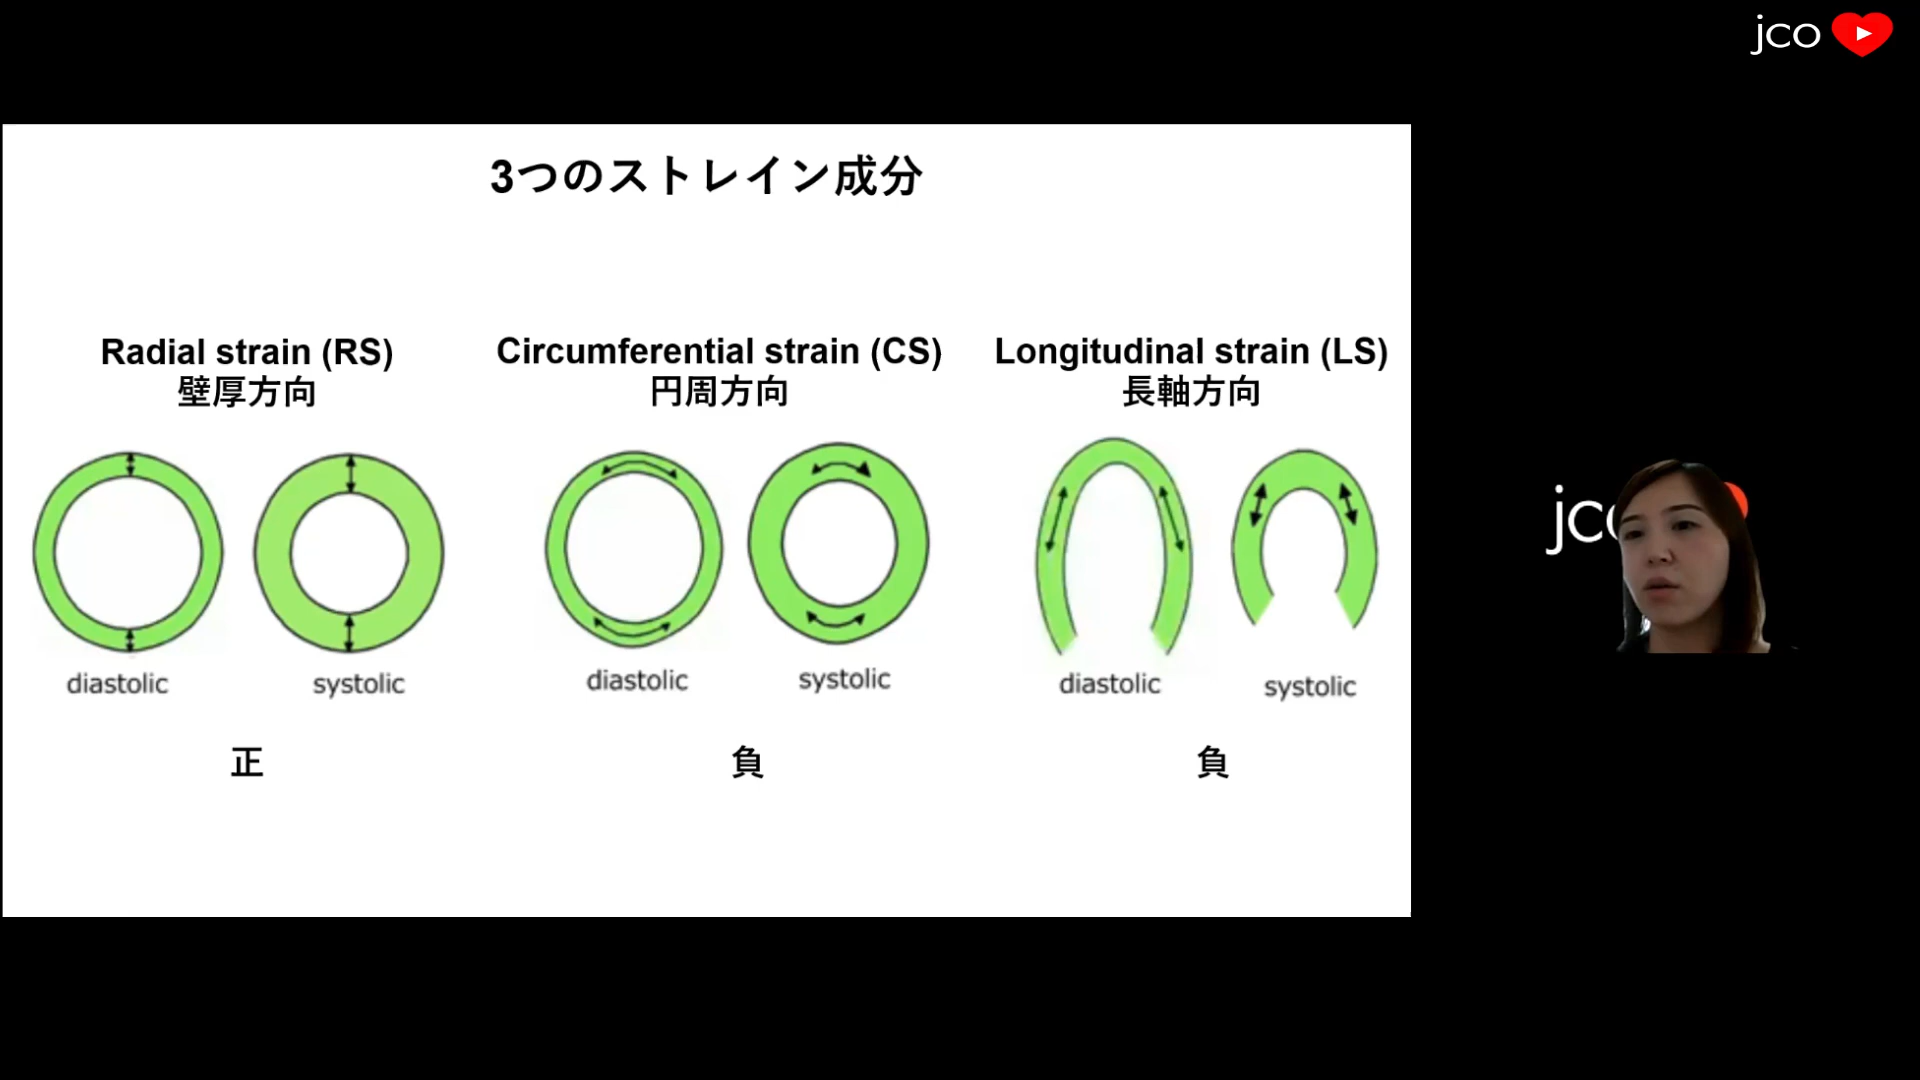 jco
3つのストレイン成分
Radial strain (RS)
壁厚方向
Circumferential strain (CS)
円周方向
Longitudinal strain (LS)
長軸方向
diastolic
systolic
diastolic
systolic
diastolic
systolic
正
負
負
jc